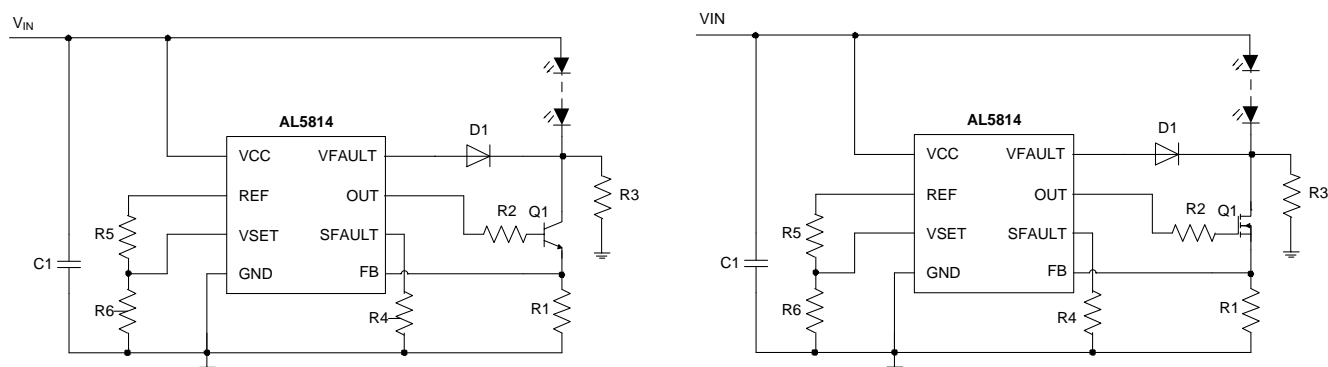 V_IN
AL5814
VCC
VFAULT
D1
REF
OUT
R2
Q1
R3
R5
VSET
SFAULT
C1
GND
FB
R6
R4
R1
VIN
AL5814
VCC
VFAULT
D1
REF
OUT
R2
Q1
R3
R5
VSET
SFAULT
C1
GND
FB
R6
R4
R1